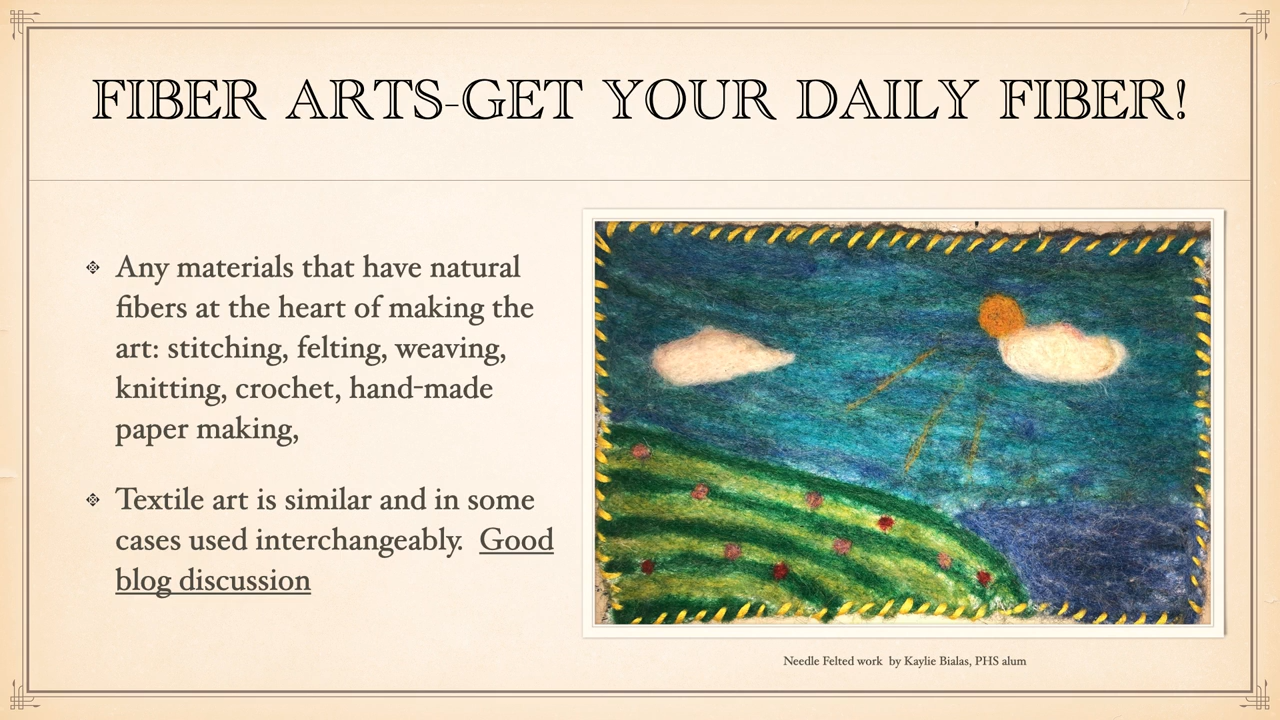 FIBER ARTS-GET YOUR DAILY FIBER!
Any materials that have natural
fibers at the heart of making the
art: stitching, felting, weaving,
knitting, crochet, hand-made
paper making,
Textile art is similar and in some
cases used interchangeably. Good
blog discussion
Needle Felted work by Kaylie Bialas, PHS alum